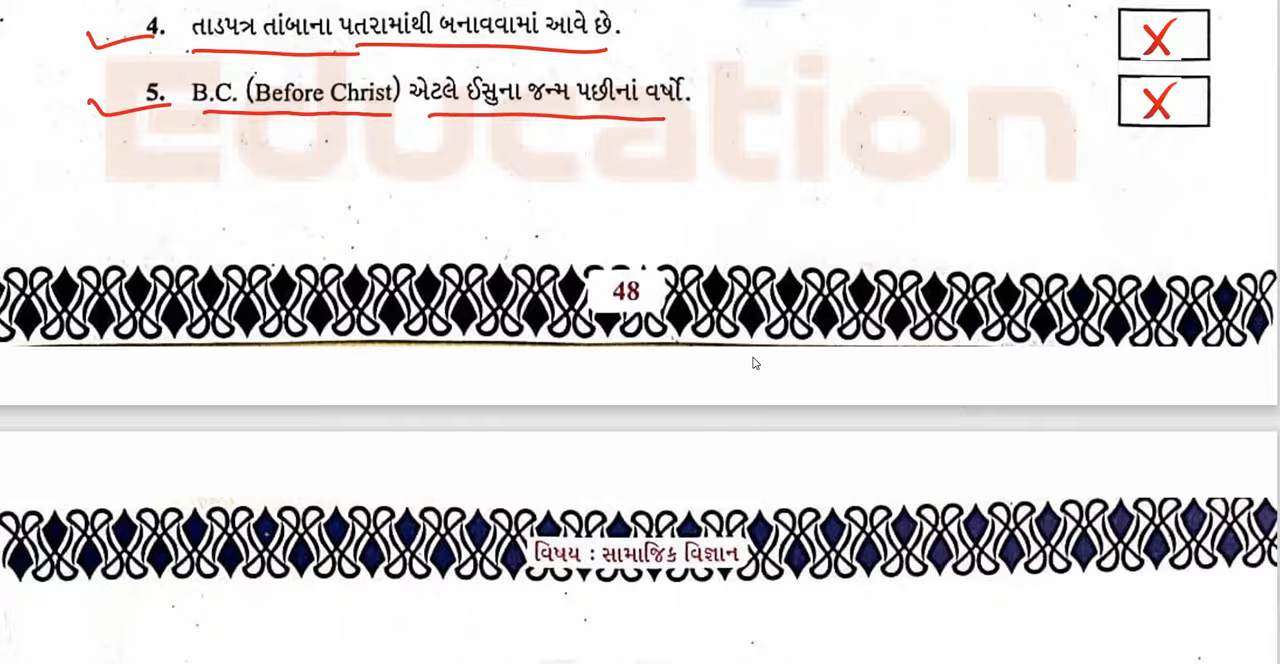 4. તાડપત્ર તાંબાના પતરામાંથી બનાવવામાં આવે છે. X
5. B.C. (Before Christ) એટલે ઈસુના જન્મ પછીનાં વર્ષો. X
Education
48
વિષય : સામાજિક વિજ્ઞાન